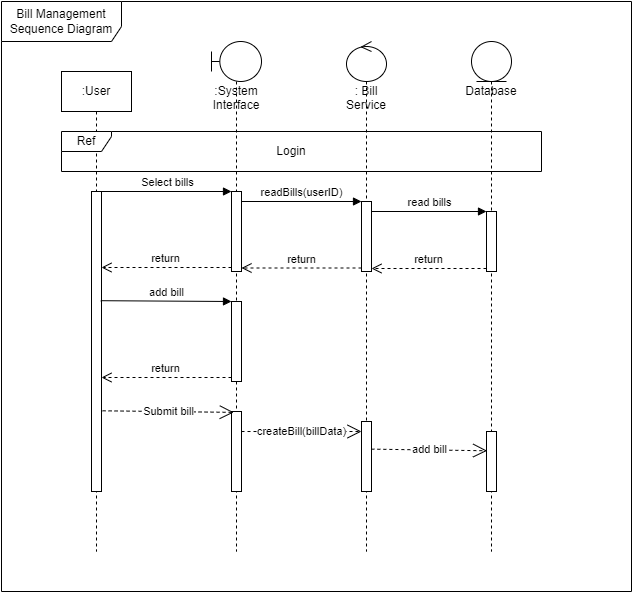 Bill Management
Sequence Diagram
:User
:System
Interface
: Bill
Service
Database
Ref
Login
Select bills
readBills(userID)
read bills
return
return
return
add bill
return
Submit bill
createBill(billData)
add bill